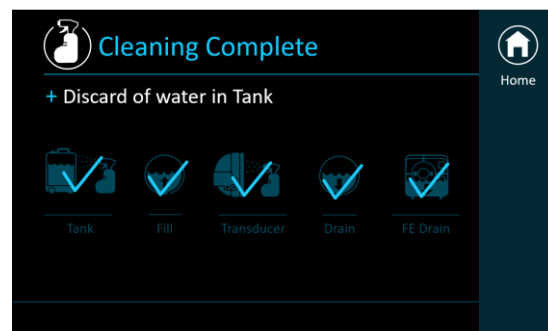 Cleaning Complete
Home
+ Discard of water in Tank
Tank
Fill
Transducer
Drain
FE Drain